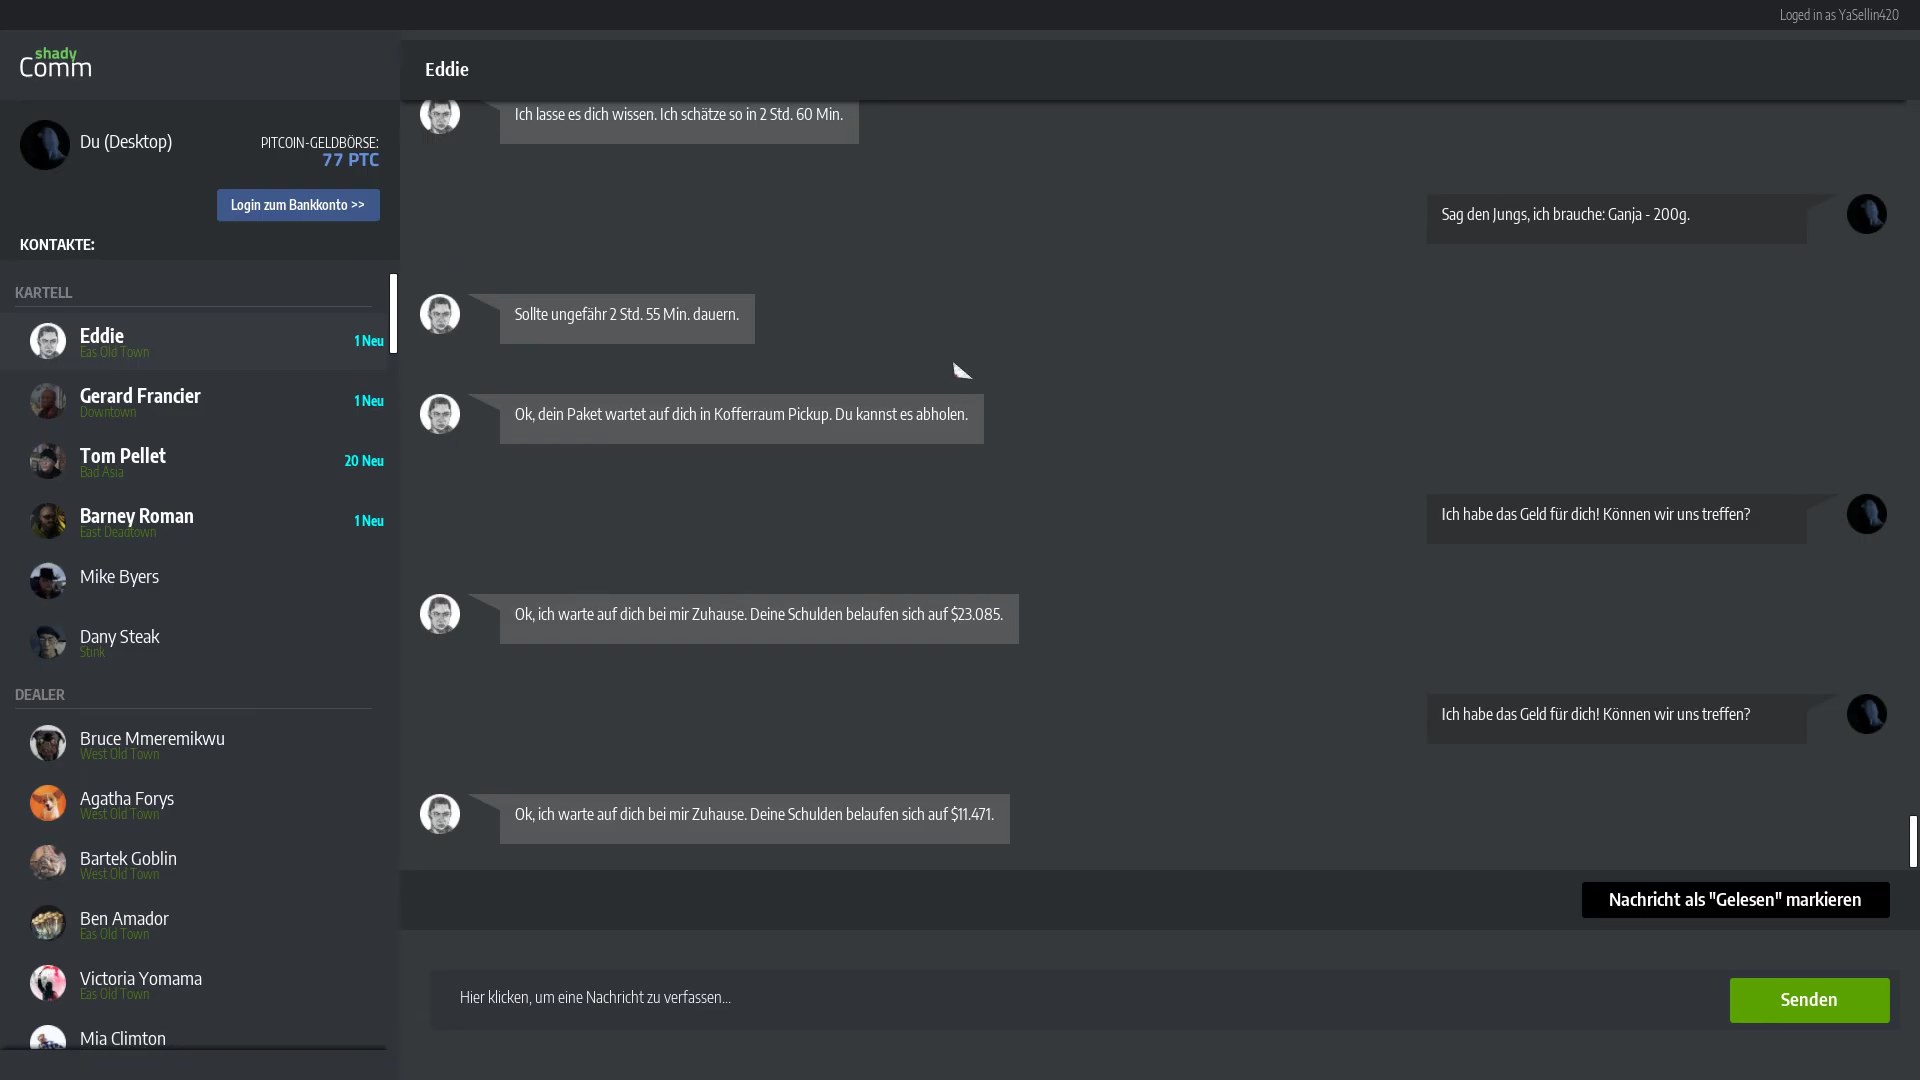 Loged in as YaSellin420
shady
Comm
Du (Desktop)
PITCOIN-GELDBÖRSE:
77 PTC
Login zum Bankkonto >>
KONTAKTE:
KARTELL
Eddie
Eas Old Town
1 Neu
Gerard Francier
Downtown
1 Neu
Tom Pellet
Bad Asia
20 Neu
Barney Roman
East Deadtown
1 Neu
Mike Byers
Dany Steak
Stink
DEALER
Bruce Mmeremikwu
West Old Town
Agatha Forys
West Old Town
Bartek Goblin
West Old Town
Ben Amador
Eas Old Town
Victoria Yomama
Eas Old Town
Mia Climton
Eddie
Ich lasse es dich wissen. Ich schätze so in 2 Std. 60 Min.
Sag den Jungs, ich brauche: Ganja - 200g.
Sollte ungefähr 2 Std. 55 Min. dauern.
Ok, dein Paket wartet auf dich in Kofferraum Pickup. Du kannst es abholen.
Ich habe das Geld für dich! Können wir uns treffen?
Ok, ich warte auf dich bei mir Zuhause. Deine Schulden belaufen sich auf $23.085.
Ich habe das Geld für dich! Können wir uns treffen?
Ok, ich warte auf dich bei mir Zuhause. Deine Schulden belaufen sich auf $11.471.
Nachricht als "Gelesen" markieren
Hier klicken, um eine Nachricht zu verfassen...
Senden